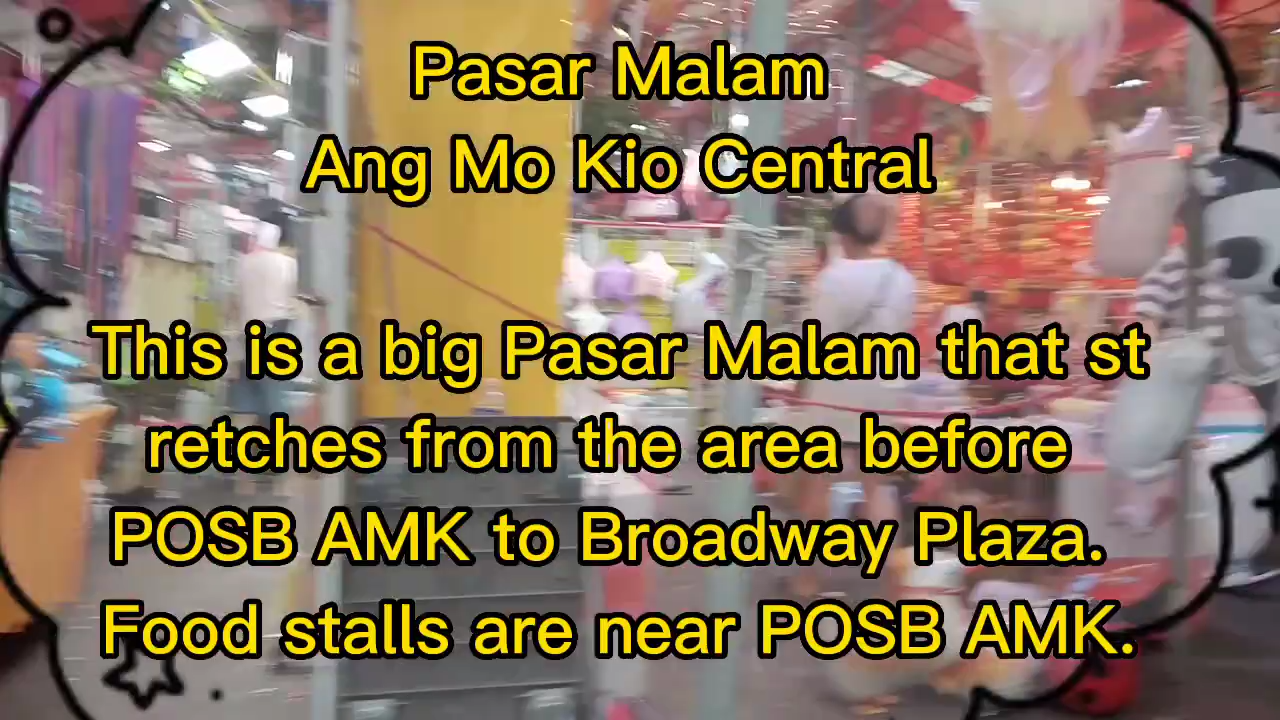 Pasar Malam
Ang Mo Kio Central
This is a big Pasar Malam that st
retches from the area before
POSB AMK to Broadway Plaza.
Food stalls are near POSB AMK.